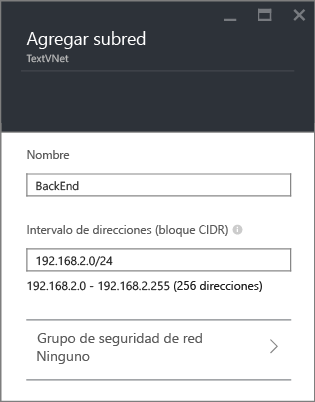 Agregar subred
TextVNet
Nombre
BackEnd
Intervalo de direcciones (bloque CIDR)
192.168.2.0/24
192.168.2.0 - 192.168.2.255 (256 direcciones)
Grupo de seguridad de red
Ninguno